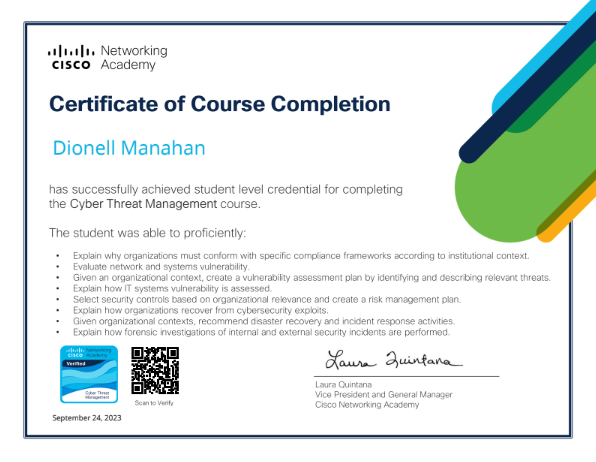 Networking
CISCO Academy
Certificate of Course Completion
Dionell Manahan
has successfully achieved student level credential for completing
the Cyber Threat Management course.
The student was able to proficiently:
• Explain why organizations must conform with specific compliance frameworks according to institutional context.
• Evaluate network and systems vulnerability.
• Given an organizational context, create a vulnerability assessment plan by identifying and describing relevant threats.
• Explain how IT systems vulnerability is assessed.
• Select security controls based on organizational relevance and create a risk management plan.
• Explain how organizations recover from cybersecurity exploits.
• Given organizational contexts, recommend disaster recovery and incident response activities.
• Explain how forensic investigations of internal and external security incidents are performed.
Networking
CISCO Academy
Verified
Cyber Threat
Management
Scan to Verify
September 24, 2023
Laura Quintana
Laura Quintana
Vice President and General Manager
Cisco Networking Academy